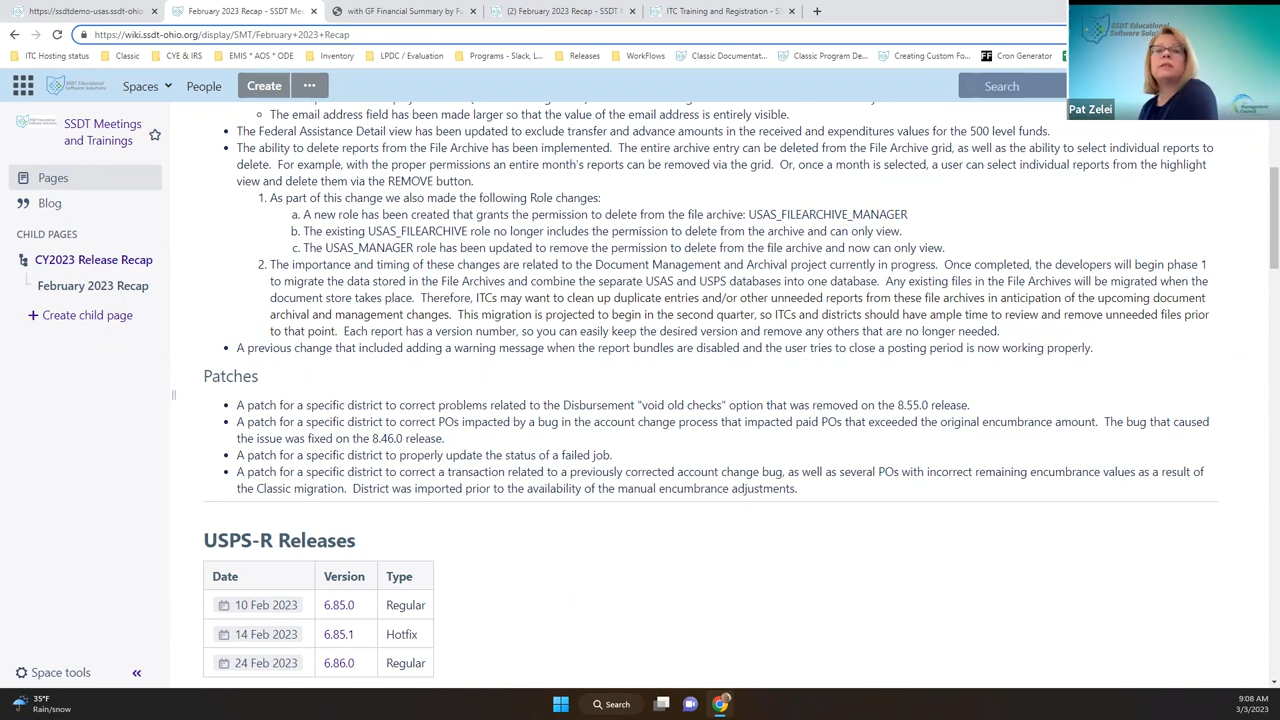 https://ssdtdemo-usas.ssdt-ohio
February 2023 Recap - SSDT Mee
with GF Financial Summary by Fu
(2) February 2023 Recap - SSDT M
ITC Training and Registration - SS
https://wiki.ssdt-ohio.org/display/SMT/February+2023+Recap
ITC Hosting status
Classic
CYE & IRS
EMIS * AOS * ODE
Inventory
LPDC / Evaluation
Programs - Slack, L...
Releases
WorkFlows
Classic Documentat...
Classic Program De...
Creating Custom Fo...
Cron Generator
Spaces
People
Create
Search
Pat Zelei
SSDT Meetings
and Trainings
Pages
Blog
CHILD PAGES
CY2023 Release Recap
February 2023 Recap
Create child page
Space tools
The email address field has been made larger so that the value of the email address is entirely visible.
The Federal Assistance Detail view has been updated to exclude transfer and advance amounts in the received and expenditures values for the 500 level funds.
The ability to delete reports from the File Archive has been implemented. The entire archive entry can be deleted from the File Archive grid, as well as the ability to select individual reports to
delete. For example, with the proper permissions an entire month's reports can be removed via the grid. Or, once a month is selected, a user can select individual reports from the highlight
view and delete them via the REMOVE button.
1. As part of this change we also made the following Role changes:
a. A new role has been created that grants the permission to delete from the file archive: USAS_FILEARCHIVE_MANAGER
b. The existing USAS_FILEARCHIVE role no longer includes the permission to delete from the archive and can only view.
c. The USAS_MANAGER role has been updated to remove the permission to delete from the file archive and now can only view.
2. The importance and timing of these changes are related to the Document Management and Archival project currently in progress. Once completed, the developers will begin phase 1
to migrate the data stored in the File Archives and combine the separate USAS and USPS databases into one database. Any existing files in the File Archives will be migrated when the
document store takes place. Therefore, ITCs may want to clean up duplicate entries and/or other unneeded reports from these file archives in anticipation of the upcoming document
archival and management changes. This migration is projected to begin in the second quarter, so ITCs and districts should have ample time to review and remove unneeded files prior
to that point. Each report has a version number, so you can easily keep the desired version and remove any others that are no longer needed.
A previous change that included adding a warning message when the report bundles are disabled and the user tries to close a posting period is now working properly.
Patches
A patch for a specific district to correct problems related to the Disbursement "void old checks" option that was removed on the 8.55.0 release.
A patch for a specific district to correct POs impacted by a bug in the account change process that impacted paid POs that exceeded the original encumbrance amount. The bug that caused
the issue was fixed on the 8.46.0 release.
A patch for a specific district to properly update the status of a failed job.
A patch for a specific district to correct a transaction related to a previously corrected account change bug, as well as several POs with incorrect remaining encumbrance values as a result of
the Classic migration. District was imported prior to the availability of the manual encumbrance adjustments.
USPS-R Releases
Date Version Type
10 Feb 2023 6.85.0 Regular
14 Feb 2023 6.85.1 Hotfix
24 Feb 2023 6.86.0 Regular
35°F
Rain/snow
Search
9:08 AM
3/3/2023